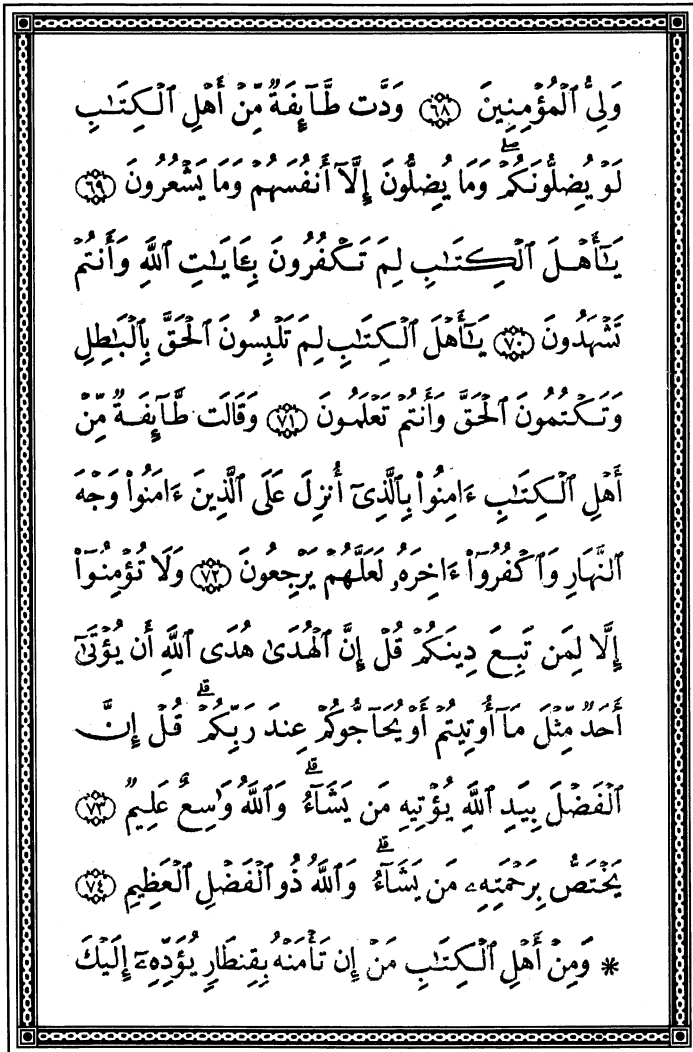 وَلِيُّ ٱلْمُؤْمِنِينَ ٦٨ وَدَّت طَّآئِفَةٌ مِّنْ أَهْلِ ٱلْكِتَٰبِ
لَوْ يُضِلُّونَكُمْۖ وَمَا يُضِلُّونَ إِلَّآ أَنفُسَهُمْ وَمَا يَشْعُرُونَ ٦٩
يَٰٓأَهْلَ ٱلْكِتَٰبِ لِمَ تَكْفُرُونَ بِـَٔايَٰتِ ٱللَّهِ وَأَنتُمْ
تَشْهَدُونَ ٧٠ يَٰٓأَهْلَ ٱلْكِتَٰبِ لِمَ تَلْبِسُونَ ٱلْحَقَّ بِٱلْبَٰطِلِ
وَتَكْتُمُونَ ٱلْحَقَّ وَأَنتُمْ تَعْلَمُونَ ٧١ وَقَالَت طَّآئِفَةٌ مِّنْ
أَهْلِ ٱلْكِتَٰبِ ءَامِنُوا۟ بِٱلَّذِىٓ أُنزِلَ عَلَى ٱلَّذِينَ ءَامَنُوا۟ وَجْهَ
ٱلنَّهَارِ وَٱكْفُرُوٓا۟ ءَاخِرَهُۥ لَعَلَّهُمْ يَرْجِعُونَ ٧٢ وَلَا تُؤْمِنُوٓا۟
إِلَّا لِمَن تَبِعَ دِينَكُمْ قُلْ إِنَّ ٱلْهُدَىٰ هُدَى ٱللَّهِ أَن يُؤْتَىٰٓ
أَحَدٌ مِّثْلَ مَآ أُوتِيتُمْ أَوْ يُحَآجُّوكُمْ عِندَ رَبِّكُمْۗ قُلْ إِنَّ
ٱلْفَضْلَ بِيَدِ ٱللَّهِ يُؤْتِيهِ مَن يَشَآءُۗ وَٱللَّهُ وَٰسِعٌ عَلِيمٌ ٧٣
يَخْتَصُّ بِرَحْمَتِهِۦ مَن يَشَآءُۗ وَٱللَّهُ ذُو ٱلْفَضْلِ ٱلْعَظِيمِ ٧٤
* وَمِنْ أَهْلِ ٱلْكِتَٰبِ مَنْ إِن تَأْمَنْهُ بِقِنطَارٍ يُؤَدِّهِۦٓ إِلَيْكَ